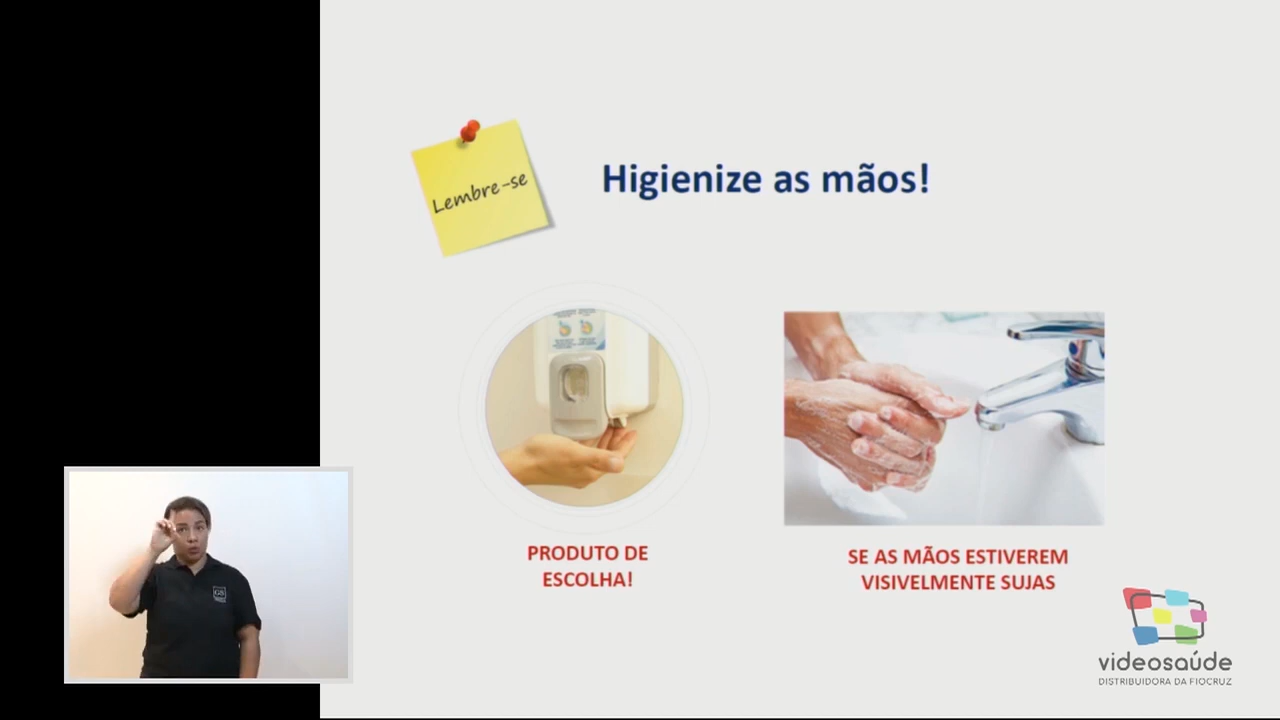 Lembre-se
Higienize as mãos!
PRODUTO DE
ESCOLHA!
SE AS MÃOS ESTIVEREM
VISIVELMENTE SUJAS
videosaúde
DISTRIBUIDORA DA FIOCRUZ